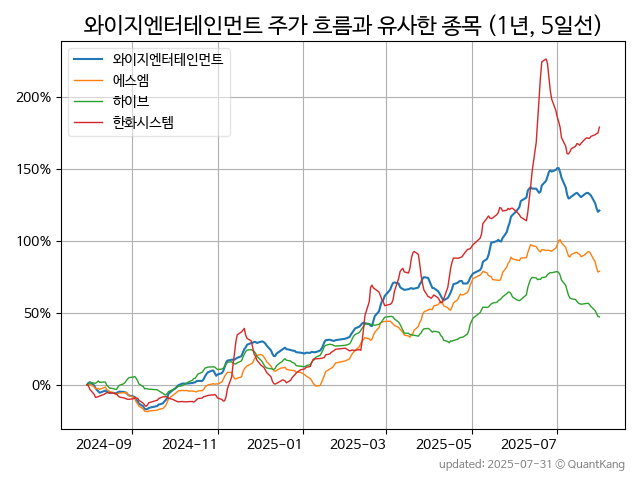 와이지엔터테인먼트 주가 흐름과 유사한 종목 (1년, 5일선)
와이지엔터테인먼트
에스엠
하이브
한화시스템
200%
150%
100%
50%
0%
2024-09 2024-11 2025-01 2025-03 2025-05 2025-07
updated: 2025-07-31 © QuantKang